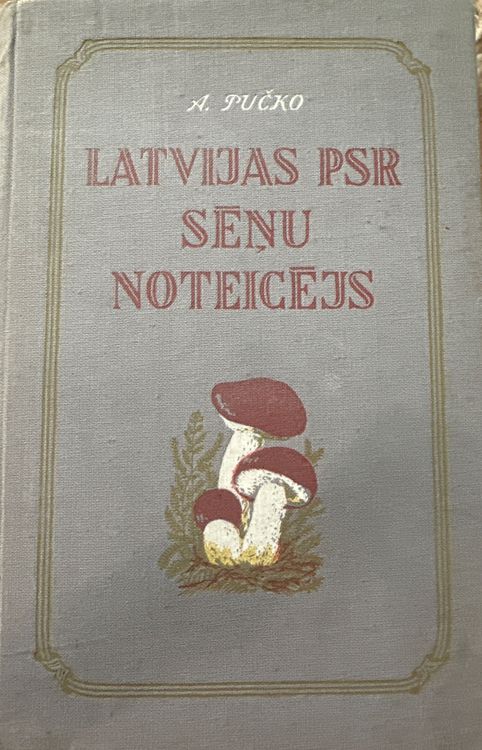 A. PUČKO
LATVIJAS PSR
SĒŅU
NOTEICĒJS